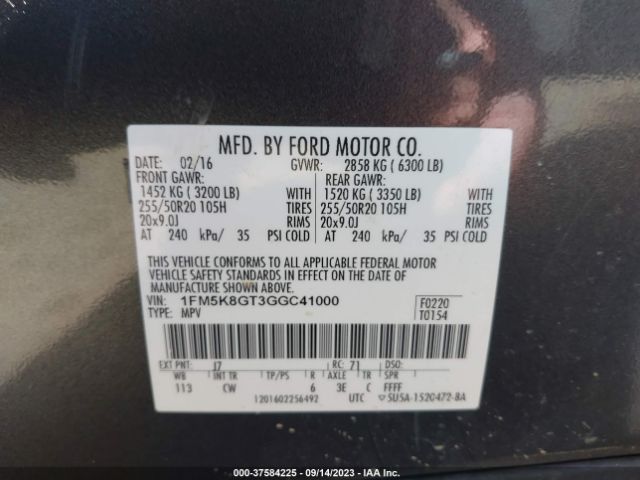 MFD. BY FORD MOTOR CO.
DATE: 02/16 GVWR: 2858 KG ( 6300 LB)
FRONT GAWR: REAR GAWR:
1452 KG ( 3200 LB) WITH 1520 KG ( 3350 LB) WITH
255/50R20 105H TIRES 255/50R20 105H TIRES
20x9.0J RIMS 20x9.0J RIMS
AT 240 kPa/ 35 PSI COLD AT 240 kPa/ 35 PSI COLD
THIS VEHICLE CONFORMS TO ALL APPLICABLE FEDERAL MOTOR
VEHICLE SAFETY STANDARDS IN EFFECT ON THE DATE OF MANUFACTURE
SHOWN ABOVE.
VIN: 1FM5K8GT3GGC41000 F0220
TYPE: MPV T0154
EXT PNT: J7 RC: 71 DSO:
WB INT TR TP/PS R AXLE TR SPR
113 CW 6 3E C FFFF
1201602256492 UTC ▽5U5A-1520472-BA
000-37584225 - 09/14/2023 - IAA Inc.